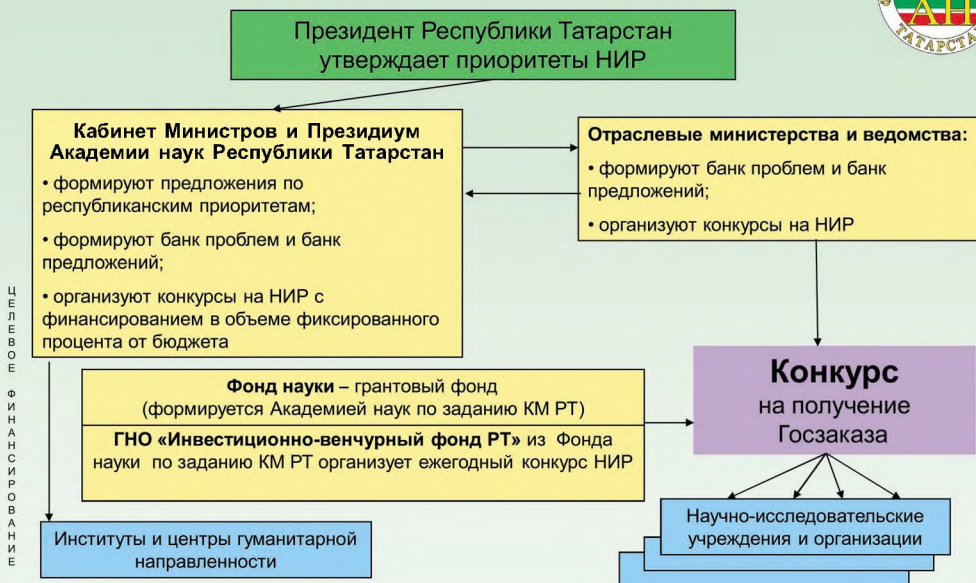 АН
ТАТАРСТА
Президент Республики Татарстан
утверждает приоритеты НИР
Кабинет Министров и Президиум
Академии наук Республики Татарстан
• формируют предложения по
республиканским приоритетам;
• формируют банк проблем и банк
предложений;
• организуют конкурсы на НИР с
финансированием в объеме фиксированного
процента от бюджета
Отраслевые министерства и ведомства:
• формируют банк проблем и банк
предложений;
• организуют конкурсы на НИР
ЦЕЛЕВОЕ ФИНАНСИРОВАНИЕ
Фонд науки – грантовый фонд
(формируется Академией наук по заданию КМ РТ)
ГНО «Инвестиционно-венчурный фонд РТ» из Фонда
науки по заданию КМ РТ организует ежегодный конкурс НИР
Конкурс
на получение
Госзаказа
Институты и центры гуманитарной
направленности
Научно-исследовательские
учреждения и организации